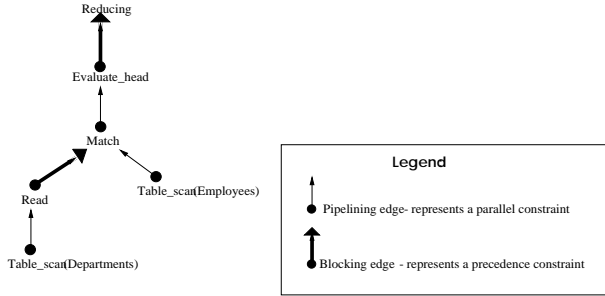 Reducing
Evaluate_head
Match
Read
Table_scan(Employees)
Table_scan(Departments)
Legend
Pipelining edge- represents a parallel constraint
Blocking edge - represents a precedence constraint